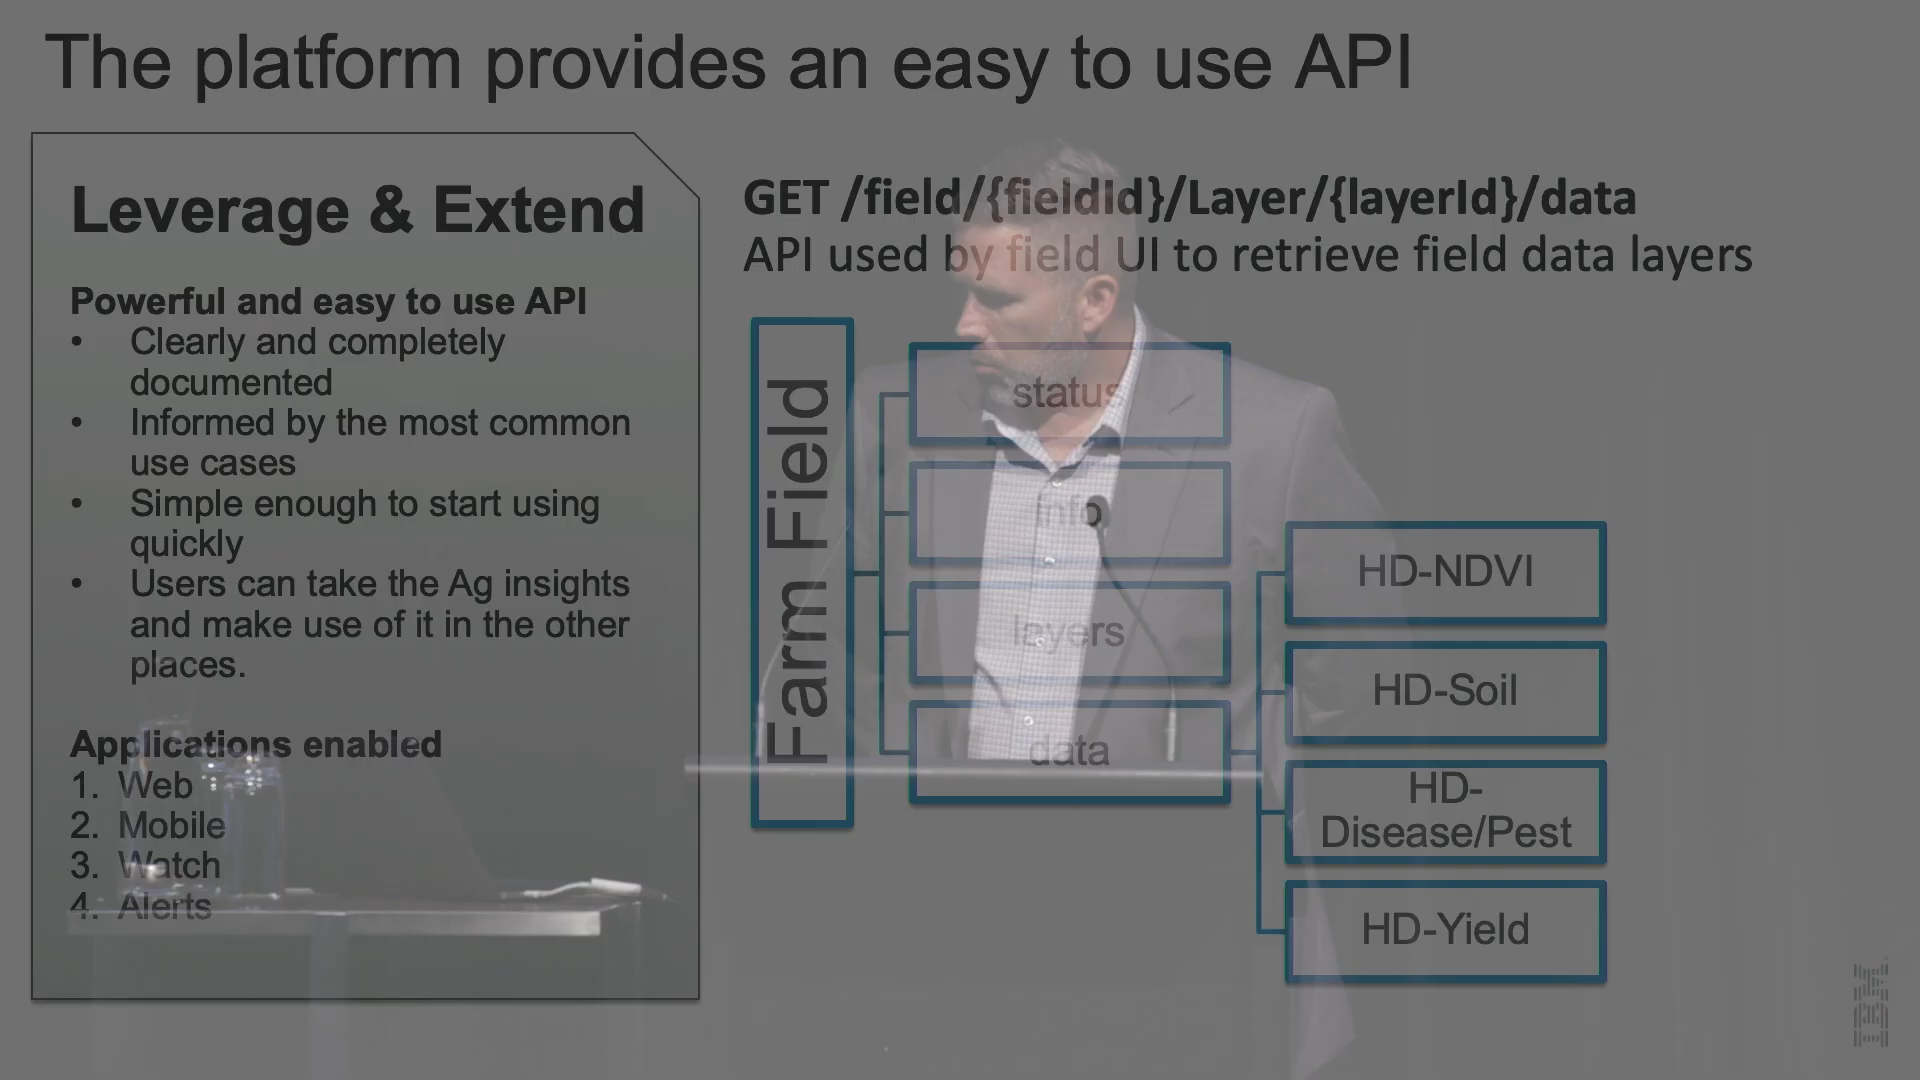 The platform provides an easy to use API
Leverage & Extend
Powerful and easy to use API
• Clearly and completely
documented
• Informed by the most common
use cases
• Simple enough to start using
quickly
• Users can take the Ag insights
and make use of it in the other
places.
Applications enabled
1. Web
2. Mobile
3. Watch
4. Alerts
GET /field/{fieldId}/Layer/{layerId}/data
API used by field UI to retrieve field data layers
Farm Field
status
info
layers
data
HD-NDVI
HD-Soil
HD-
Disease/Pest
HD-Yield
IBM